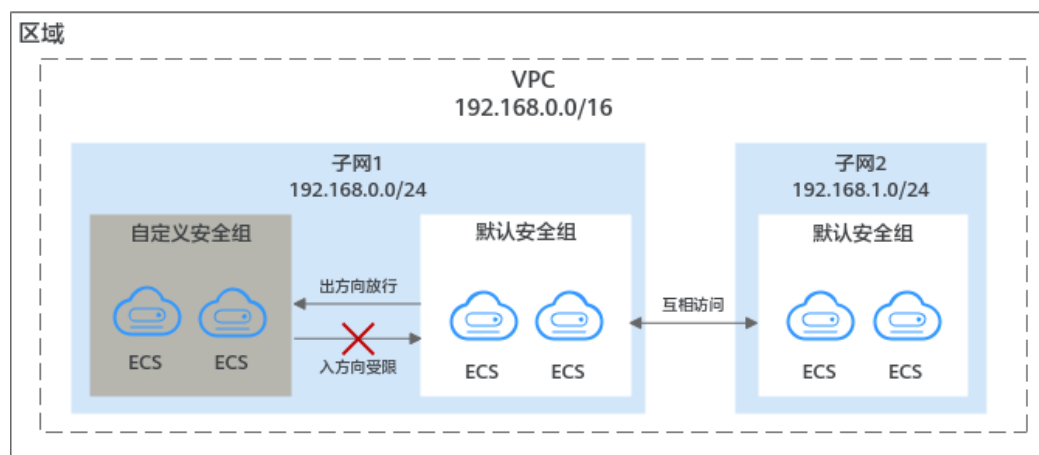 区域
VPC
192.168.0.0/16
子网1
192.168.0.0/24
自定义安全组
ECS
ECS
出方向放行
入方向受限
默认安全组
ECS
ECS
互相访问
子网2
192.168.1.0/24
默认安全组
ECS
ECS